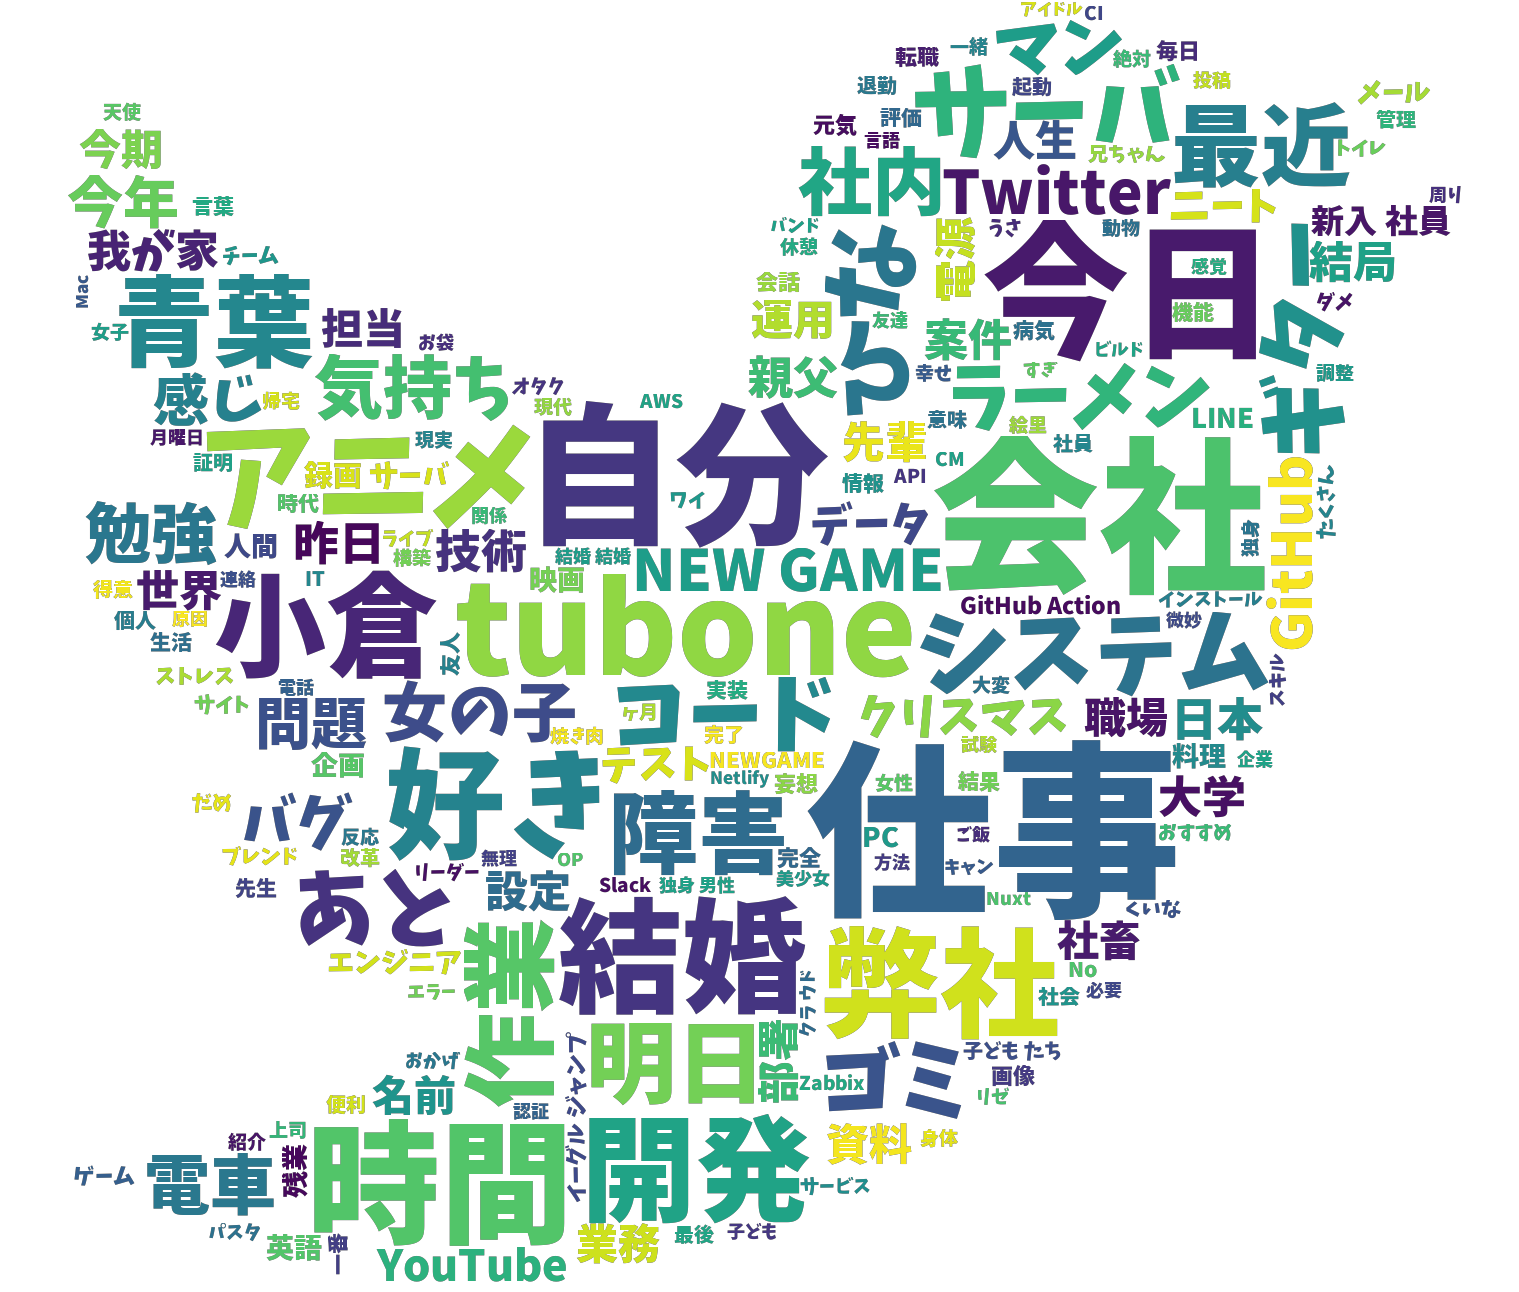 アイドル
CI
マン
一緒
転職
毎日
絶対
サーバ
退勤
起動
投稿
メール
天使
評価
最近
管理
元気
言語
人生
今期
兄ちゃん
トイレ
社内
Twitter
今年
言葉
ニート
周り
新入 社員
バンド
うさ
動物
我が家
チーム
休憩
電源
今日
結局
やら
感覚
Mac
会話
青葉
運用
友達
機能
ダメ
女子
担当
お袋
案件
病気
ギター
ビルド
気持ち
親父
幸せ
すぎ
調整
感じ
オタク
ラーメン
帰宅
現代
AWS
自分
意味
絵里
LINE
月曜日
アニメ
現実
先輩
社員
証明
録画 サーバ
CM
会社
情報
API
GitHub
たくさん
時代
関係
ワイ
データ
勉強
人間
昨日
ライブ
構築
技術
結婚 結婚
NEW GAME
独身
世界
連絡
IT
映画
得意
小倉
tubone
GitHub Action
インストール
個人
原因
微妙
生活
友人
システム
ストレス
電話
大変
スキル
サイト
問題
女の子
コード
実装
ヶ月
クリスマス
職場
日本
焼き肉
完了
試験
企画
好き
テスト
NEWGAME
料理
企業
Netlify
妄想
女性
結果
仕事
大学
だめ
バグ
障害
反応
PC
ご飯
おすすめ
ブレンド
改革
無理
OP
完全
方法
キャン
リーダー
先生
あと
設定
Slack
独身 男性
美少女
Nuxt
くいな
結婚
弊社
社畜
エンジニア
作業
No
エラー
クラウド
社会
必要
明日
部署
ゴミ
子ども たち
おかげ
イーグル ジャンプ
画像
名前
Zabbix
リゼ
便利
認証
上司
時間
開発
資料
身体
紹介
ゲーム
電車
残業
サービス
パスタ
英語
一番
業務
最後
子ども
YouTube